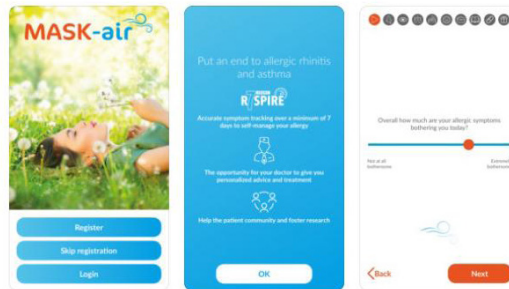 MASK-air
Register
Skip registration
Login
Put an end to allergic rhinitis
and asthma
Accurate symptom tracking over a minimum of 7
days to self-manage your allergy
The opportunity for your doctor to give you
personalized advice and treatment
Help the patient community and foster research
OK
Overall how much are your allergic symptoms
bothering you today?
Not at all
bothersome
Extremely
bothersome
Back
Next